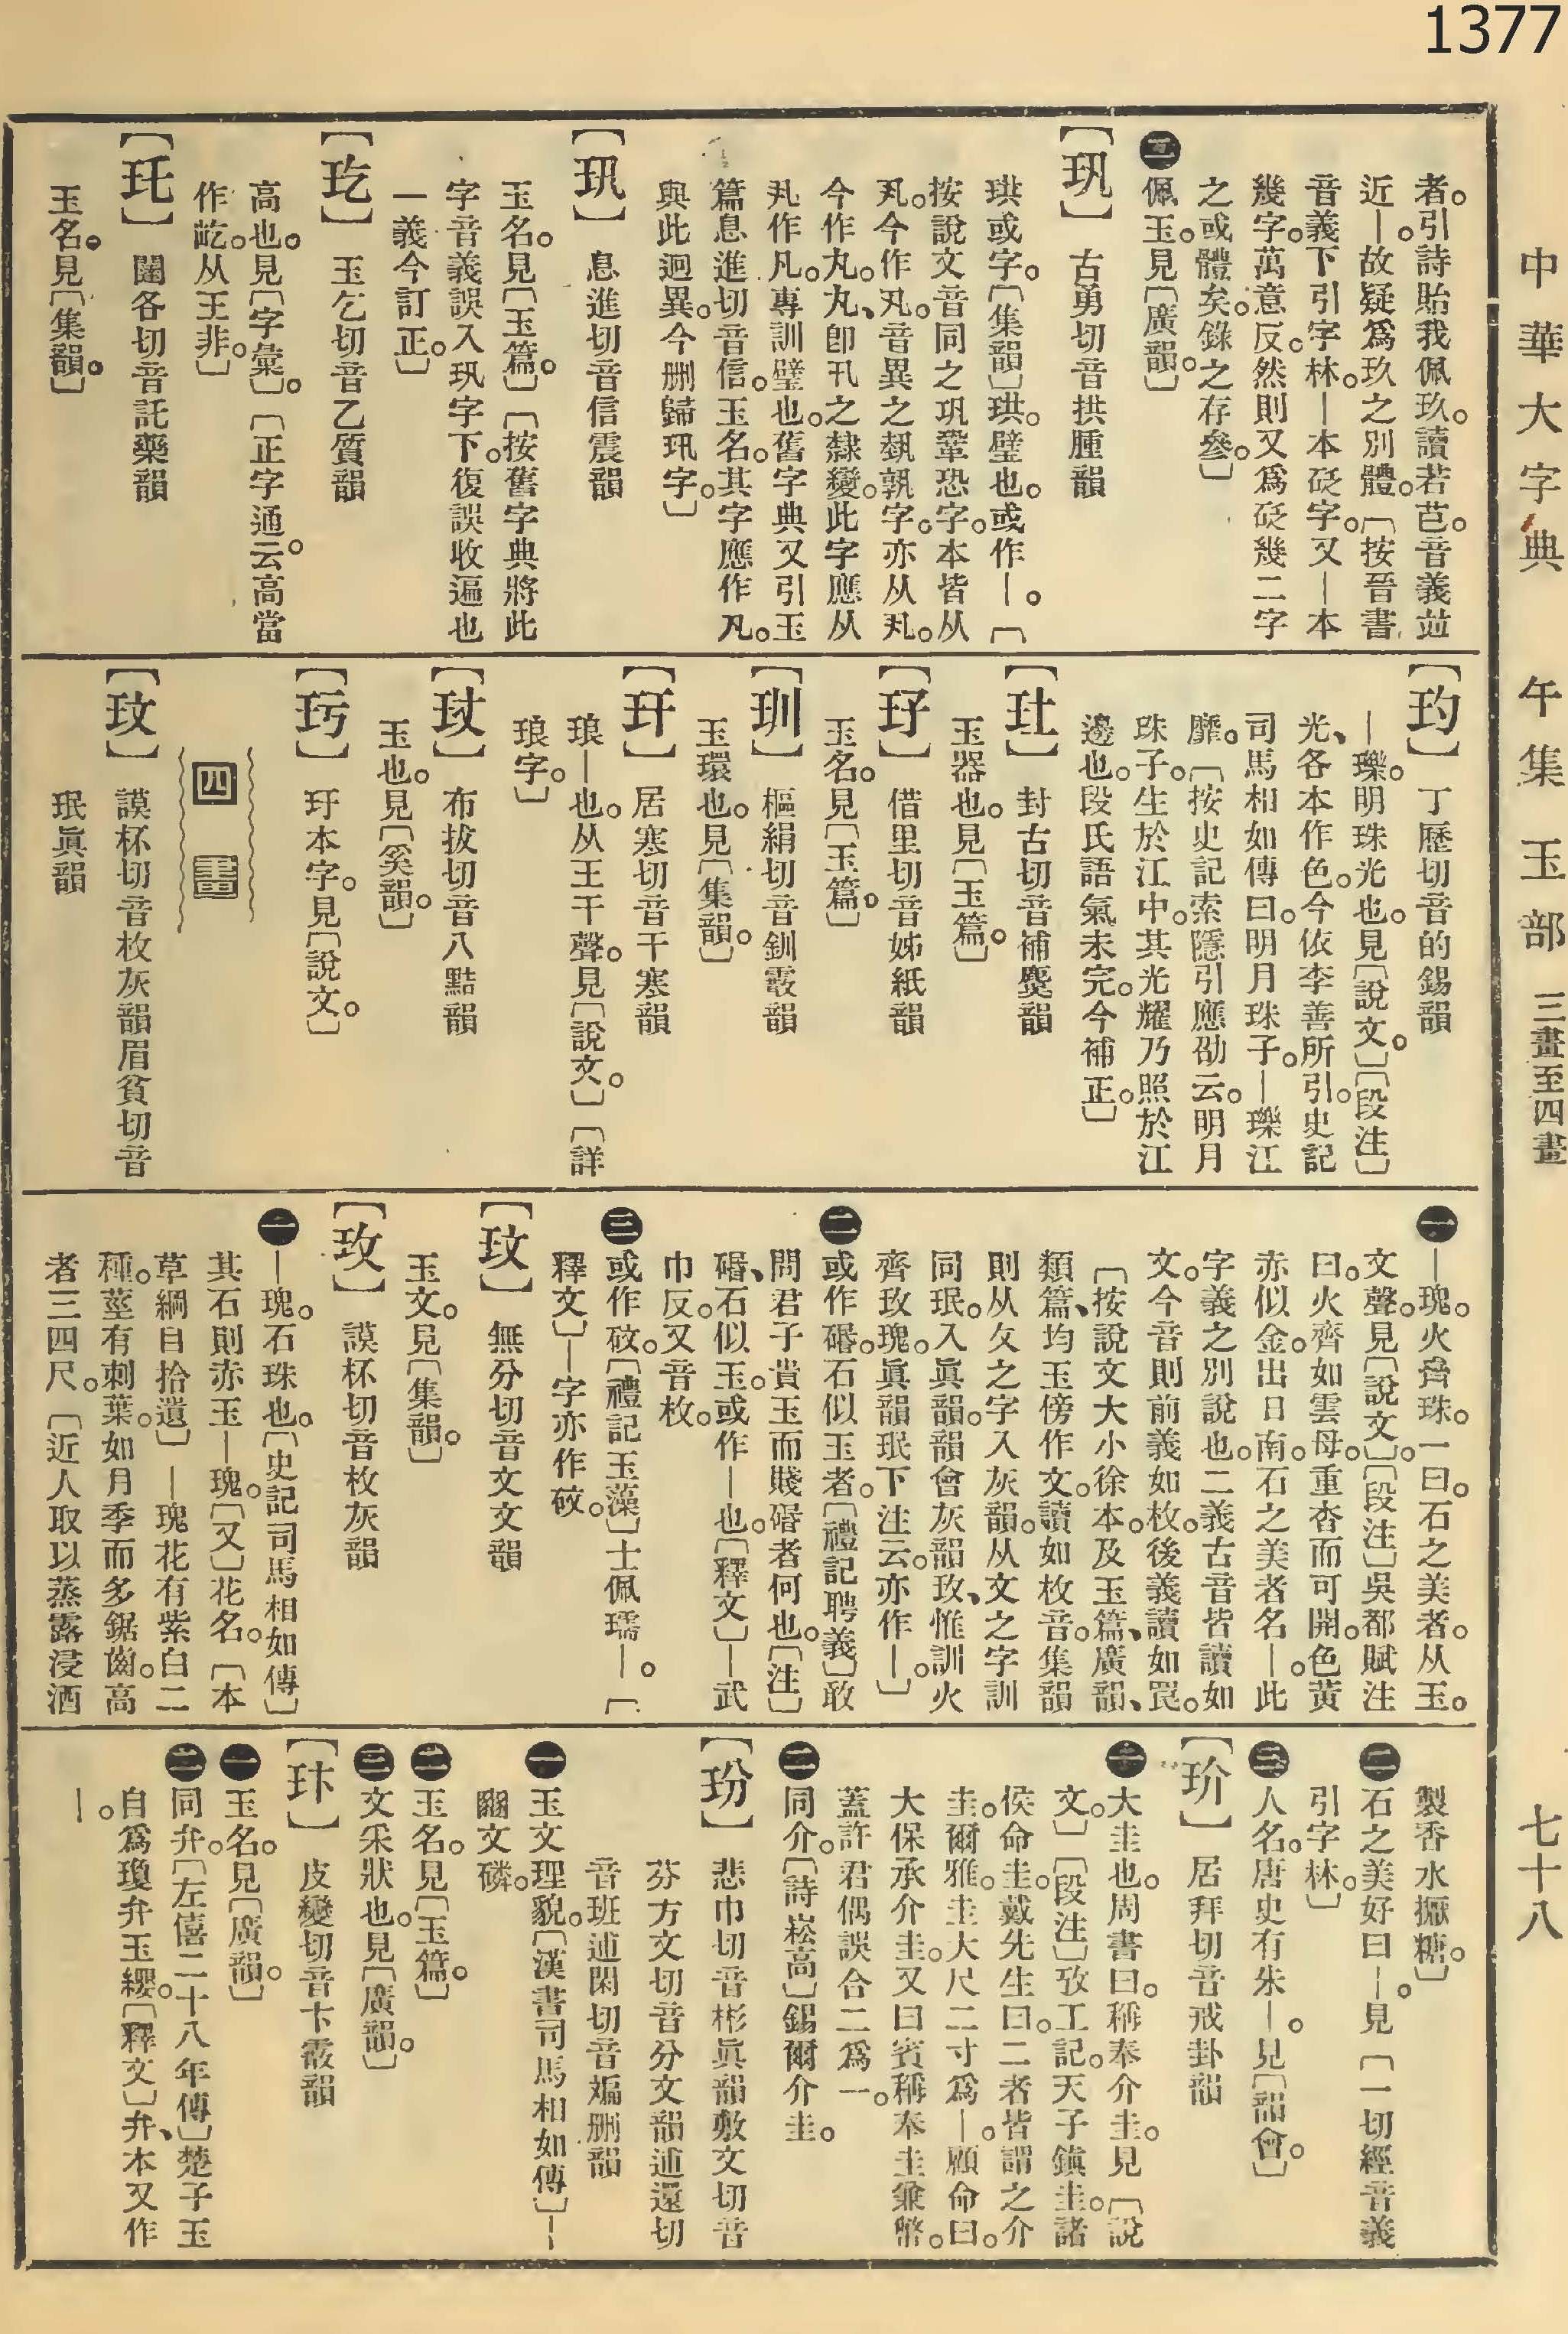 1377
中華大字典　午集　玉部　三畫至四畫　七十八
者。引詩貽我佩玖。讀若芑。音義竝
近—。故疑爲玖之別體。〔按晉書
音義下引字林。—本砭字。又—本
幾字。萬意反。然則又爲砭幾二字
之或體矣。錄之存參。〕
㊂佩玉。見〔廣韻。〕
〔㺬〕　古勇切音拱腫韻
珙或字。〔集韻〕珙。璧也。或作—。〔
按說文音同之巩鞏恐字。本皆从
丮。今作凡。音異之執孰字。亦从丮。
今作丸。丸、卽丮之隸變。此字應从
丮作凡。專訓璧也。舊字典又引玉
篇息進切音信。玉名。其字應作凡。
與此迥異。今删歸玑字。〕
〔玑〕　息進切音信震韻
玉名。見〔玉篇。〕〔按舊字典將此
字音義誤入㺬字下。復誤收逼也
一義今訂正。〕
〔玘〕　玉乞切音乙質韻
高也。見〔字彙。〕〔正字通云。高當
作屹。从王非。〕
〔玔〕　闥各切音託藥韻
玉名。見〔集韻。〕
〔玓〕　丁歷切音的錫韻
—瓅。明珠光也。見〔說文。〕〔段注〕
光、各本作色。今依李善所引。史記
司馬相如傳曰。明月珠子。—瓅江
靡。〔按史記索隱引應劭云。明月
珠子。生於江中。其光耀乃照於江
邊也。段氏語氣未完。今補正。〕
〔𤣱〕　封古切音補麌韻
玉器也。見〔玉篇。〕
〔㺭〕　借里切音姊紙韻
玉名。見〔玉篇。〕
〔玔〕　樞絹切音釧霰韻
玉環也。見〔集韻。〕
〔玕〕　居寒切音干寒韻
琅—也。从王干聲。見〔說文。〕〔詳
琅字。〕
〔玐〕　布拔切音八黠韻
玉也。見〔篆韻。〕
〔玗〕　玗本字。見〔說文。〕
四畫
〔玟〕　謨杯切音枚灰韻眉貧切音
珉眞韻
㊀—瑰。火齊珠。一曰。石之美者。从玉。
文聲。見〔說文。〕〔段注〕吳都賦注
曰。火齊如雲母。重沓而可開。色黃
赤似金。出日南。石之美者名—。此
字義之別說也。二義古音皆讀如
文。今音則前義如枚。後義讀如罠。
〔按說文大小徐本。及玉篇、廣韻、
類篇、均玉傍作文。讀如枚音。集韻
則从攵之字入灰韻。从文之字訓
同珉。入眞韻。韻會灰韻玫、惟訓火
齊玫瑰。眞韻珉下注云。亦作—。〕
㊁或作碈。石似玉者。〔禮記聘義〕敢
問君子貴玉而賤碈者何也。〔注〕
碈、石似玉。或作—也。〔釋文〕—武
巾反。又音枚。
㊂或作砇。〔禮記玉藻〕士佩瓀—。〔
釋文〕—字亦作砇。
〔玟〕　無分切音文文韻
玉文。見〔集韻。〕
〔玫〕　謨杯切音枚灰韻
㊀—瑰。石珠也。〔史記司馬相如傳〕
其石則赤玉—瑰。〔又〕花名。〔本
草綱目拾遺〕—瑰花有紫白二
種。莖有刺葉。如月季而多鋸齒。高
者三四尺。〔近人取以蒸露浸酒
製香水搋糖。〕
㊁石之美好曰—。見〔一切經音義
引字林。〕
㊂人名。唐史有朱—。見〔韻會。〕
〔玠〕　居拜切音戒卦韻
㊀大圭也。周書曰。稱奉介圭。見〔說
文。〕〔段注〕攷工記。天子鎮圭。諸
侯命圭。戴先生曰。二者皆謂之介
圭。爾雅。圭大尺二寸爲—。顧命曰。
大保承介圭。又曰賓稱奉圭兼幣。
蓋許君偶誤合二爲一。
㊁同介。〔詩崧高〕錫爾介圭。
〔玢〕　悲巾切音彬眞韻敷文切音
芬方文切音分文韻逋還切
音班逋閑切音㻞刪韻
㊀玉文理貌。〔漢書司馬相如傳〕—
豳文磷。
㊁玉名。見〔玉篇。〕
㊂文采狀也。見〔廣韻。〕
〔玣〕　皮變切音卞霰韻
㊀玉名。見〔廣韻。〕
㊁同弁。〔左僖二十八年傳〕楚子玉
自爲瓊弁玉纓。〔釋文〕弁、本又作
—。